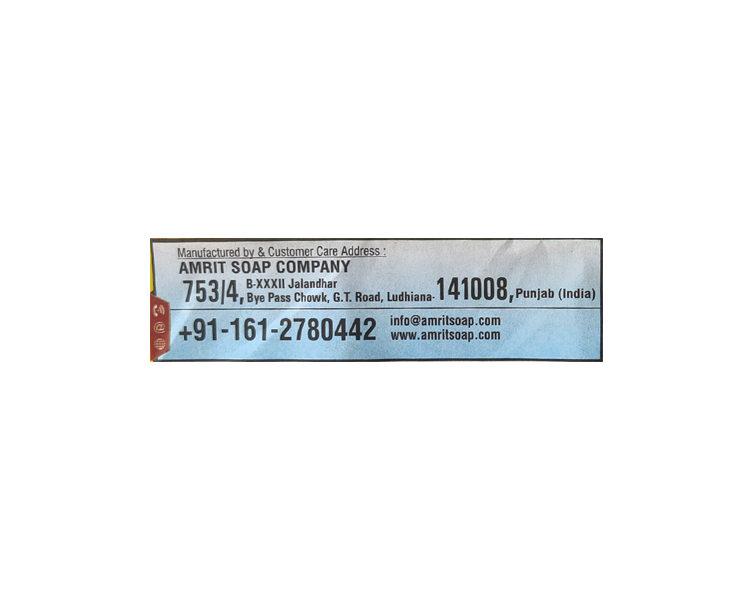 Manufactured by & Customer Care Address :
AMRIT SOAP COMPANY
753/4, B-XXXII Jalandhar
Bye Pass Chowk, G.T. Road, Ludhiana- 141008, Punjab (India)
+91-161-2780442 info@amritsoap.com
www.amritsoap.com